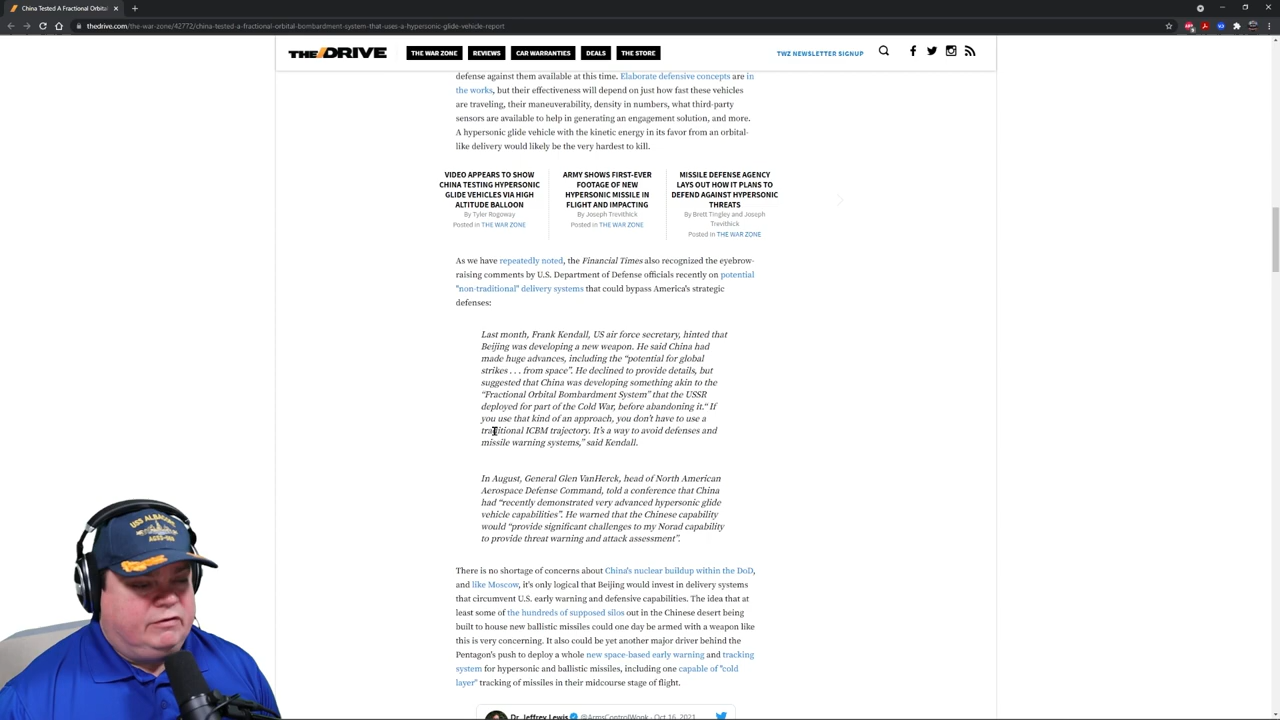 China Tested A Fractional Orbital
thedrive.com/the-war-zone/42772/china-tested-a-fractional-orbital-bombardment-system-that-uses-a-hypersonic-glide-vehicle-report
THE DRIVE
THE WAR ZONE
REVIEWS
CAR WARRANTIES
DEALS
THE STORE
TWZ NEWSLETTER SIGNUP
defense against them available at this time. Elaborate defensive concepts are in
the works, but their effectiveness will depend on just how fast these vehicles
are traveling, their maneuverability, density in numbers, what third-party
sensors are available to help in generating an engagement solution, and more.
A hypersonic glide vehicle with the kinetic energy in its favor from an orbital-
like delivery would likely be the very hardest to kill.
VIDEO APPEARS TO SHOW
CHINA TESTING HYPERSONIC
GLIDE VEHICLES VIA HIGH
ALTITUDE BALLOON
By Tyler Rogoway
Posted in THE WAR ZONE
ARMY SHOWS FIRST-EVER
FOOTAGE OF NEW
HYPERSONIC MISSILE IN
FLIGHT AND IMPACTING
By Joseph Trevithick
Posted in THE WAR ZONE
MISSILE DEFENSE AGENCY
LAYS OUT HOW IT PLANS TO
DEFEND AGAINST HYPERSONIC
THREATS
By Brett Tingley and Joseph
Trevithick
Posted in THE WAR ZONE
As we have repeatedly noted, the Financial Times also recognized the eyebrow-
raising comments by U.S. Department of Defense officials recently on potential
"non-traditional" delivery systems that could bypass America's strategic
defenses:
Last month, Frank Kendall, US air force secretary, hinted that
Beijing was developing a new weapon. He said China had
made huge advances, including the “potential for global
strikes . . . from space”. He declined to provide details, but
suggested that China was developing something akin to the
“Fractional Orbital Bombardment System” that the USSR
deployed for part of the Cold War, before abandoning it.“ If
you use that kind of an approach, you don’t have to use a
traditional ICBM trajectory. It’s a way to avoid defenses and
missile warning systems,” said Kendall.
In August, General Glen VanHerck, head of North American
Aerospace Defense Command, told a conference that China
had “recently demonstrated very advanced hypersonic glide
vehicle capabilities”. He warned that the Chinese capability
would “provide significant challenges to my Norad capability
to provide threat warning and attack assessment”.
There is no shortage of concerns about China's nuclear buildup within the DoD,
and like Moscow, it's only logical that Beijing would invest in delivery systems
that circumvent U.S. early warning and defensive capabilities. The idea that at
least some of the hundreds of supposed silos out in the Chinese desert being
built to house new ballistic missiles could one day be armed with a weapon like
this is very concerning. It also could be yet another major driver behind the
Pentagon's push to deploy a whole new space-based early warning and tracking
system for hypersonic and ballistic missiles, including one capable of "cold
layer" tracking of missiles in their midcourse stage of flight.
Dr. Jeffrey Lewis @ArmsControlWonk · Oct 16, 2021